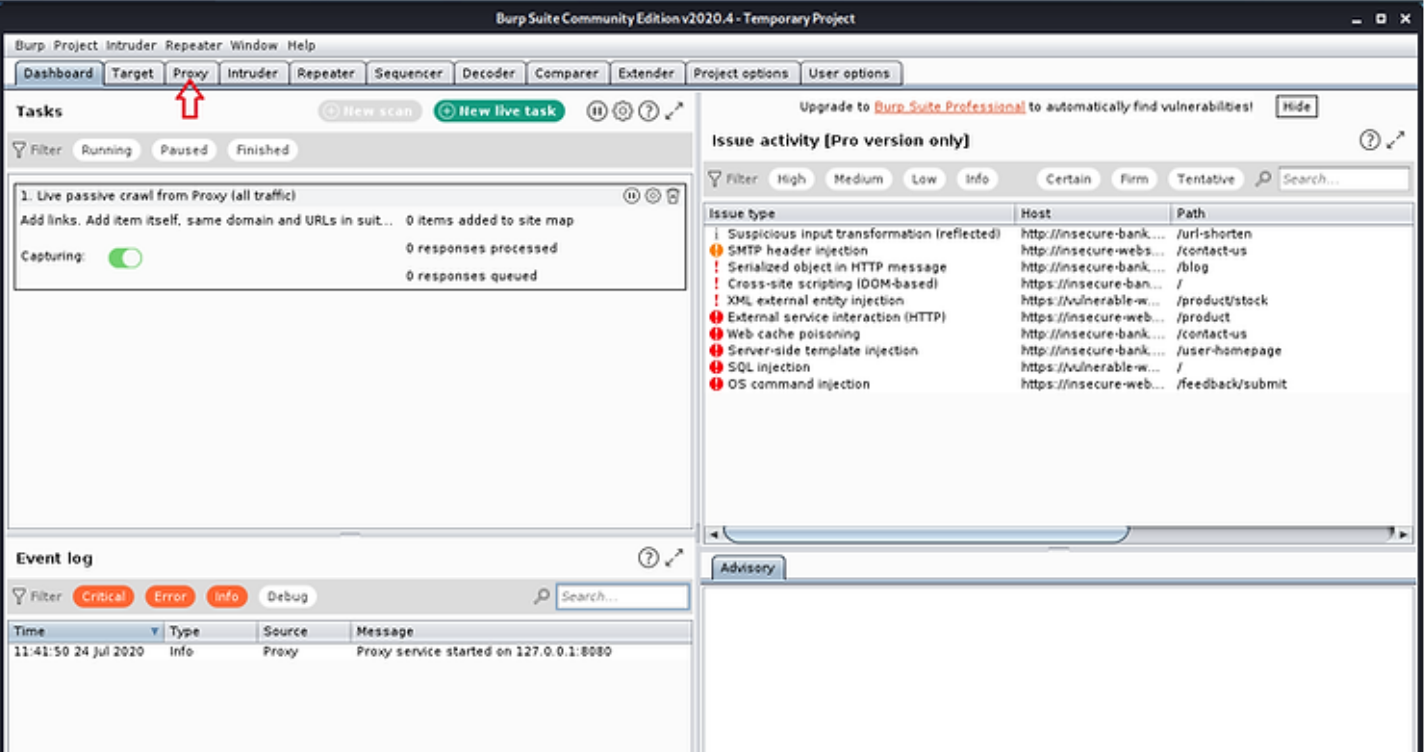 Burp Suite Community Edition v2020.4 - Temporary Project
Burp Project Intruder Repeater Window Help
Dashboard Target Proxy Intruder Repeater Sequencer Decoder Comparer Extender Project options User options
Tasks New scan New live task
Filter Running Paused Finished
1. Live passive crawl from Proxy (all traffic)
Add links. Add item itself, same domain and URLs in suit... 0 items added to site map
Capturing: 0 responses processed
0 responses queued
Upgrade to Burp Suite Professional to automatically find vulnerabilities! Hide
Issue activity [Pro version only]
Filter High Medium Low Info Certain Firm Tentative Search...
Issue type Host Path
Suspicious input transformation (reflected) http://insecure-bank.... /url-shorten
SMTP header injection http://insecure-webs... /contact-us
Serialized object in HTTP message http://insecure-bank.... /blog
Cross-site scripting (DOM-based) https://insecure-ban... /
XML external entity injection https://vulnerable-w... /product/stock
External service interaction (HTTP) https://insecure-web... /product
Web cache poisoning http://insecure-bank.... /contact-us
Server-side template injection http://insecure-bank.... /user-homepage
SQL injection https://vulnerable-w... /
OS command injection https://insecure-web... /feedback/submit
Event log
Filter Critical Error Info Debug Search...
Time Type Source Message
11:41:50 24 Jul 2020 Info Proxy Proxy service started on 127.0.0.1:8080
Advisory